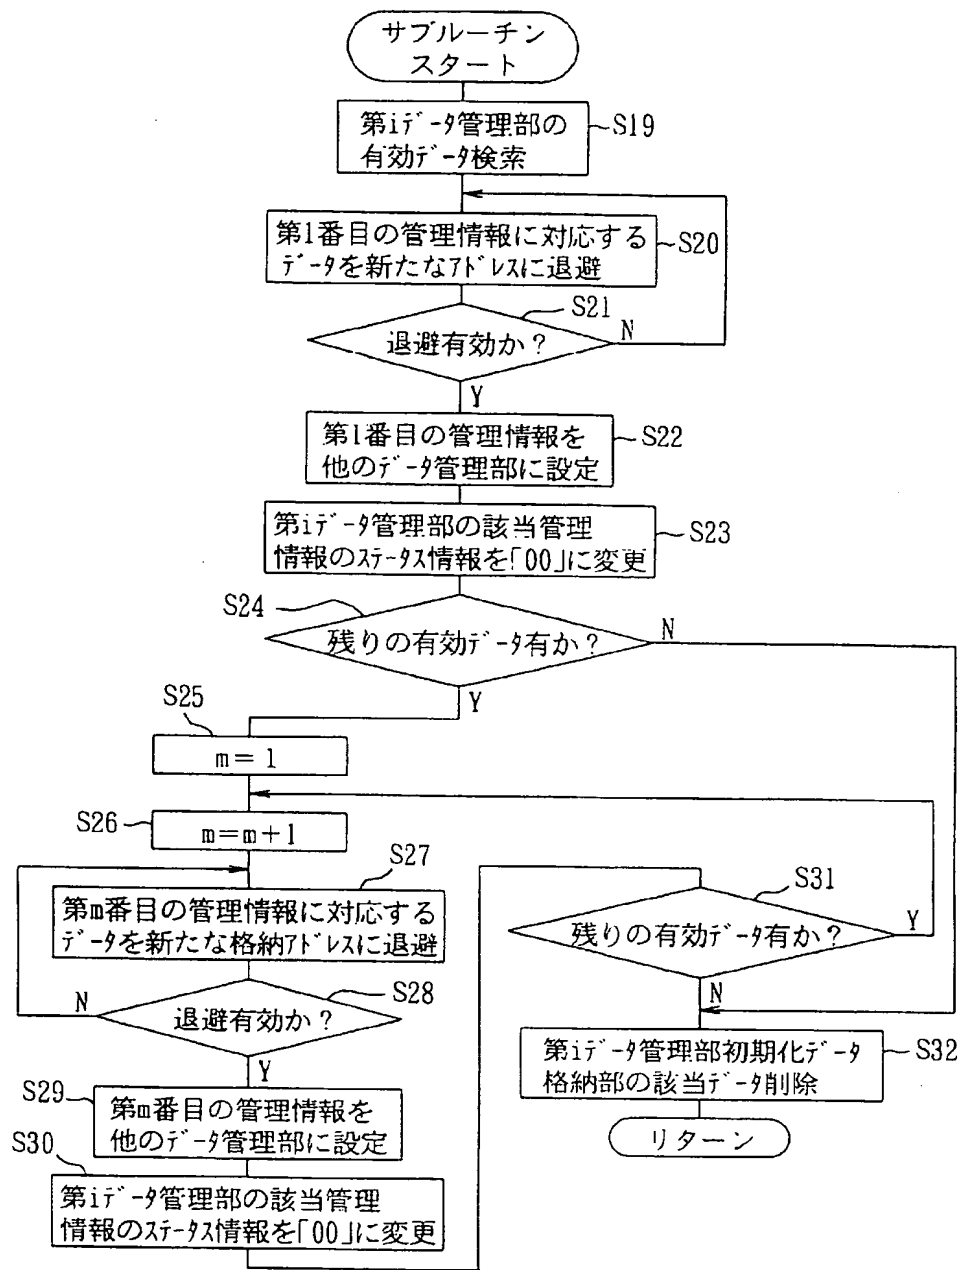 サブルーチン
スタート
第iデータ管理部の
有効データ検索
S19
第1番目の管理情報に対応する
データを新たなアドレスに退避
S20
S21
退避有効か？
N
Y
第1番目の管理情報を
他のデータ管理部に設定
S22
第iデータ管理部の該当管理
情報のステータス情報を「00」に変更
S23
S24
残りの有効データ有か？
N
Y
S25
m＝1
S26
m=m+1
S27
第m番目の管理情報に対応する
データを新たな格納アドレスに退避
S28
退避有効か？
N
Y
S29
第m番目の管理情報を
他のデータ管理部に設定
S30
第iデータ管理部の該当管理
情報のステータス情報を「00」に変更
S31
残りの有効データ有か？
Y
N
第iデータ管理部初期化データ
格納部の該当データ削除
S32
リターン